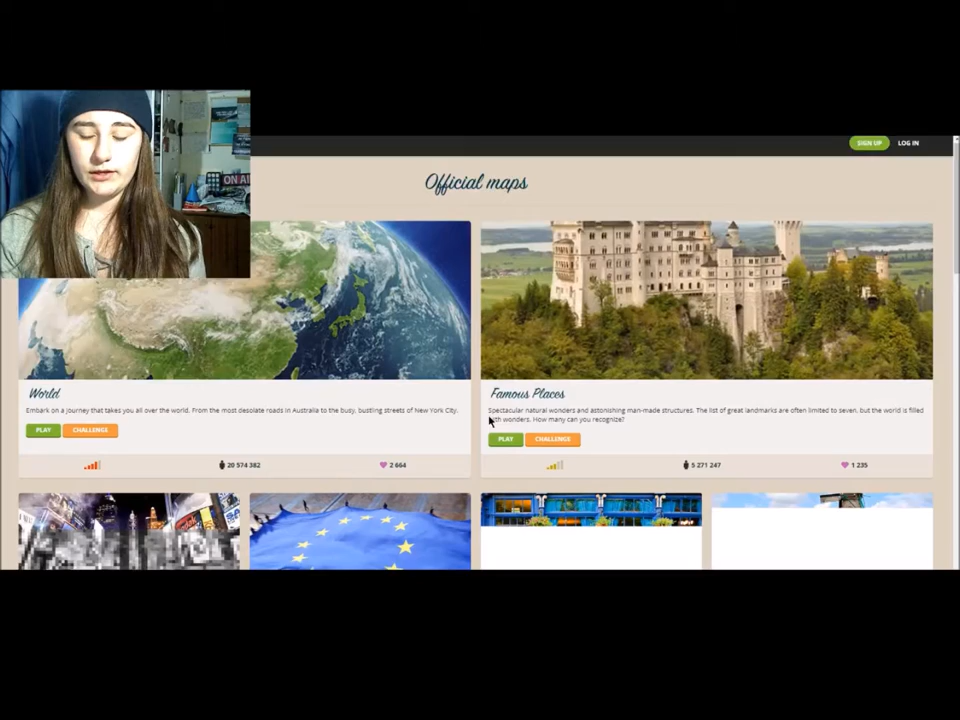 SIGN UP LOG IN
Official maps
ON AI
World
Embark on a journey that takes you all over the world. From the most desolate roads in Australia to the busy, bustling streets of New York City.
PLAY CHALLENGE
20 574 382 2 664
Famous Places
Spectacular natural wonders and astonishing man-made structures. The list of great landmarks are often limited to seven, but the world is filled
with wonders. How many can you recognize?
PLAY CHALLENGE
5 271 247 1 235